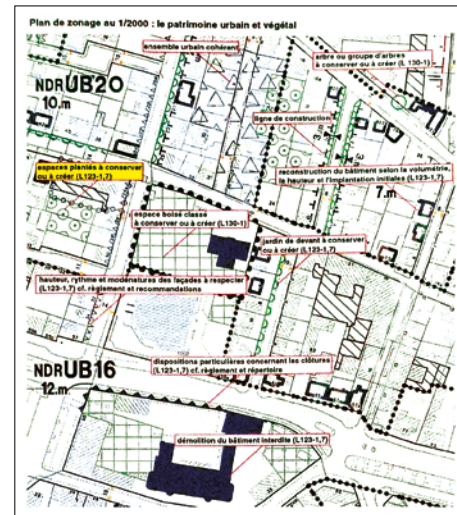 Plan de zonage au 1/2000 : le patrimoine urbain et végétal
ensemble urbain cohérent
arbre ou groupe d'arbres
à conserver ou à créer (L 130-1)
NDRUB20
10.m
ligne de construction
3 m
espaces plantés à conserver
ou à créer (L123-1,7)
reconstruction du bâtiment selon la volumétrie,
la hauteur et l'implantation initiales (L123-1,7)
7.m
espace boisé classé
à conserver ou à créer (L130-1)
jardin de devant à conserver
ou à créer (L123-1,7)
hauteur, rythme et modénatures des façades à respecter
(L123-1,7) cf. règlement et recommandations
NDRUB16
12.m
dispositions particulières concernant les clôtures
(L123-1,7) cf. règlement et répertoire
démolition du bâtiment interdite (L123-1,7)